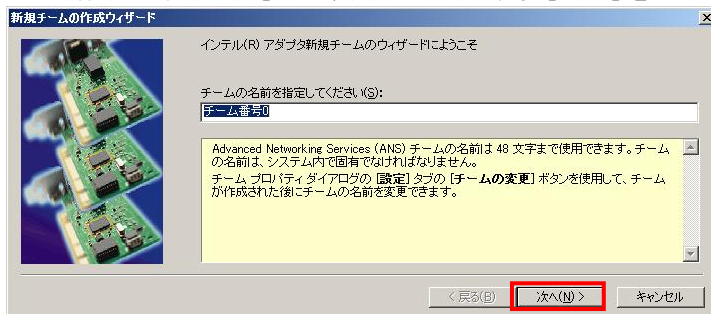 新規チームの作成ウィザード
インテル(R) アダプタ新規チームのウィザードにようこそ
チームの名前を指定してください(S):
チーム番号0
Advanced Networking Services (ANS) チームの名前は 48 文字まで使用できます。チーム
の名前は、システム内で固有でなければなりません。
チーム プロパティ ダイアログの [設定] タブの [チームの変更] ボタンを使用して、チーム
が作成された後にチームの名前を変更できます。
< 戻る(B)
次へ(N) >
キャンセル